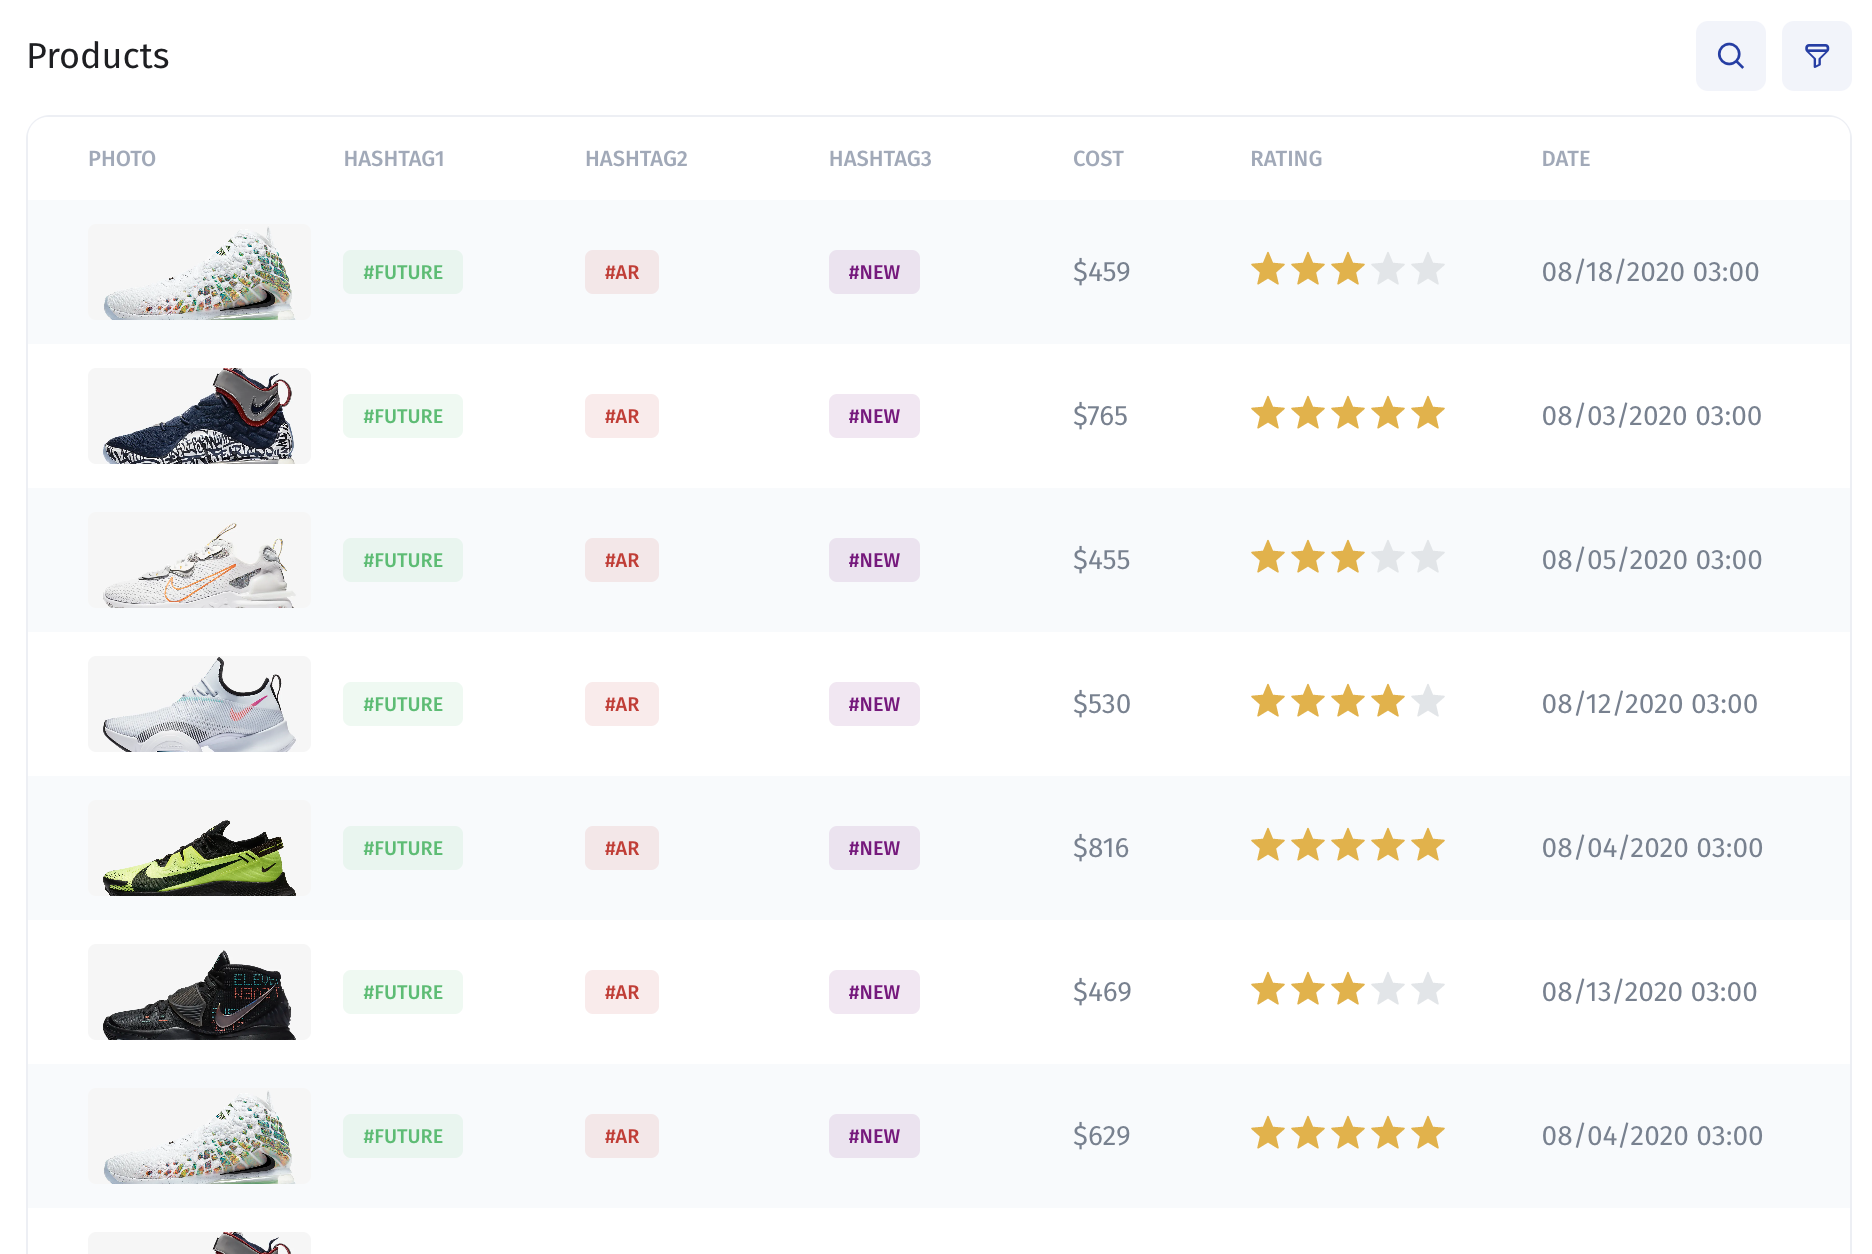 Products
PHOTO HASHTAG1 HASHTAG2 HASHTAG3 COST RATING DATE
#FUTURE #AR #NEW $459 08/18/2020 03:00
#FUTURE #AR #NEW $765 08/03/2020 03:00
#FUTURE #AR #NEW $455 08/05/2020 03:00
#FUTURE #AR #NEW $530 08/12/2020 03:00
#FUTURE #AR #NEW $816 08/04/2020 03:00
#FUTURE #AR #NEW $469 08/13/2020 03:00
#FUTURE #AR #NEW $629 08/04/2020 03:00